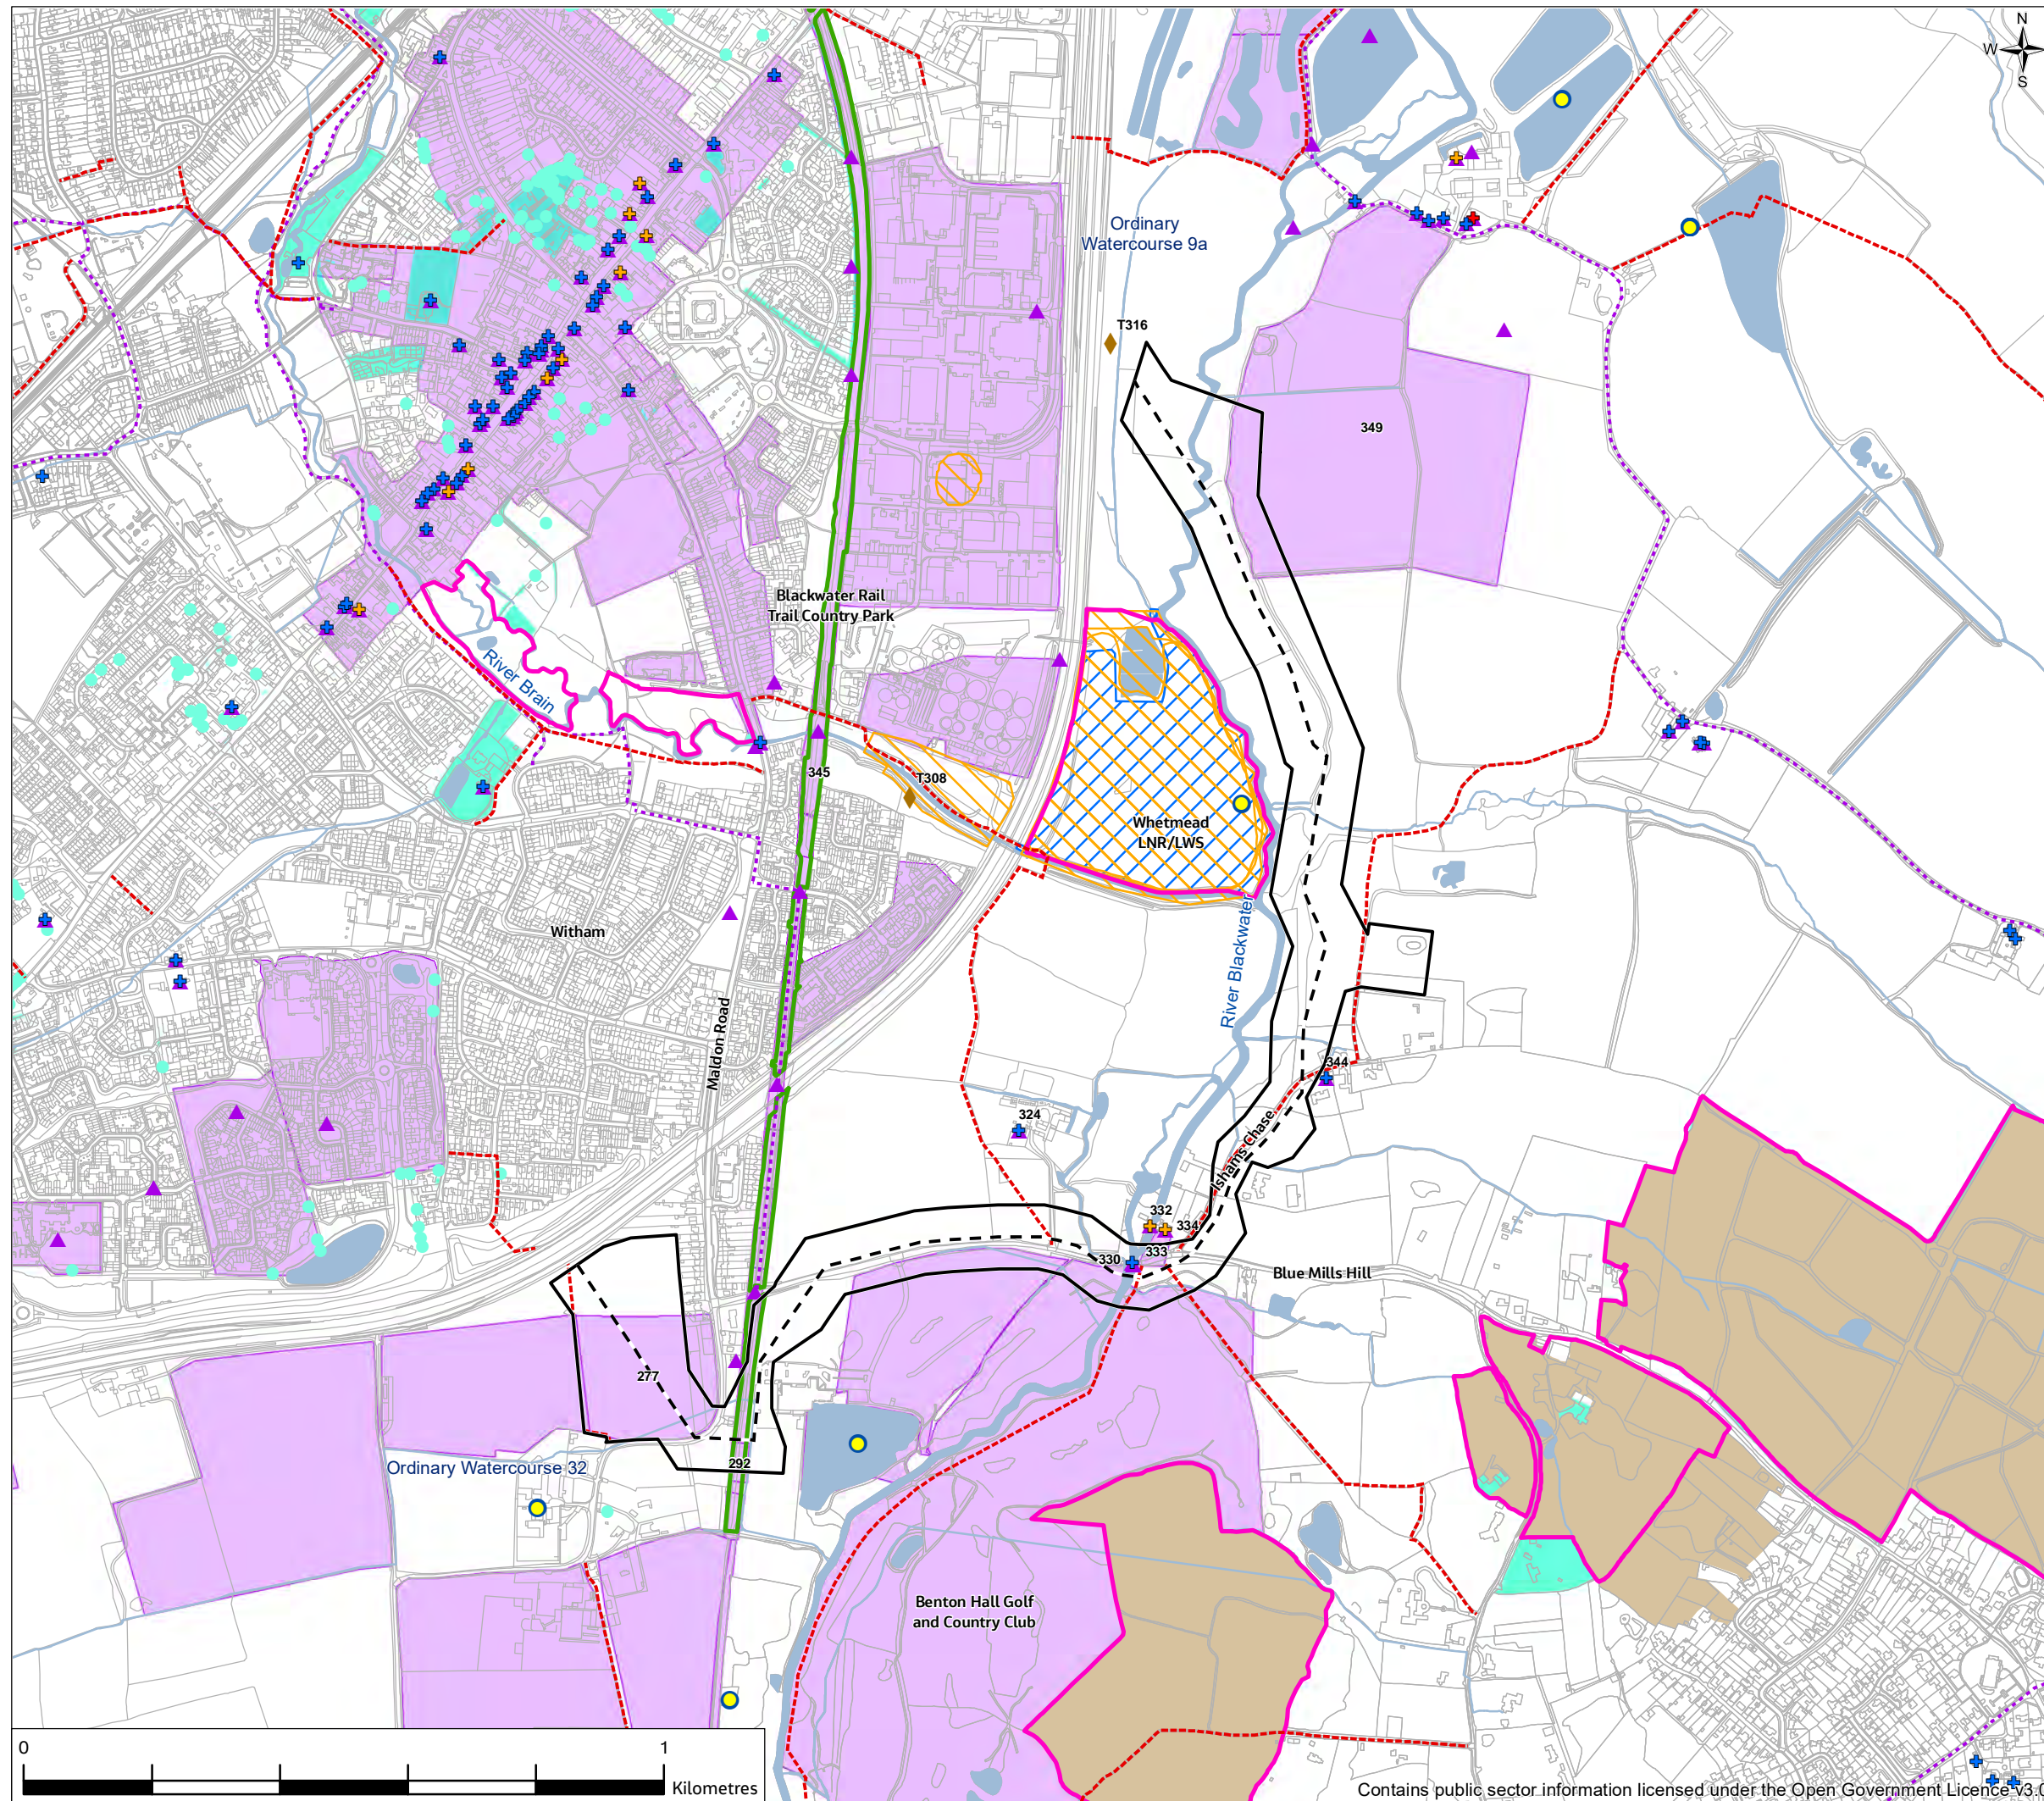 N
W
S
Ordinary
Watercourse 9a
T316
349
Blackwater Rail
Trail Country Park
River Brain
345
T308
Whetmead
LNR/LWS
River Blackwater
Witham
Maldon Road
344
324
Ishams Chase
332
334
333
330
Blue Mills Hill
277
292
Ordinary Watercourse 32
Benton Hall Golf
and Country Club
0
1
Kilometres
Contains public sector information licensed under the Open Government Licence v3.0